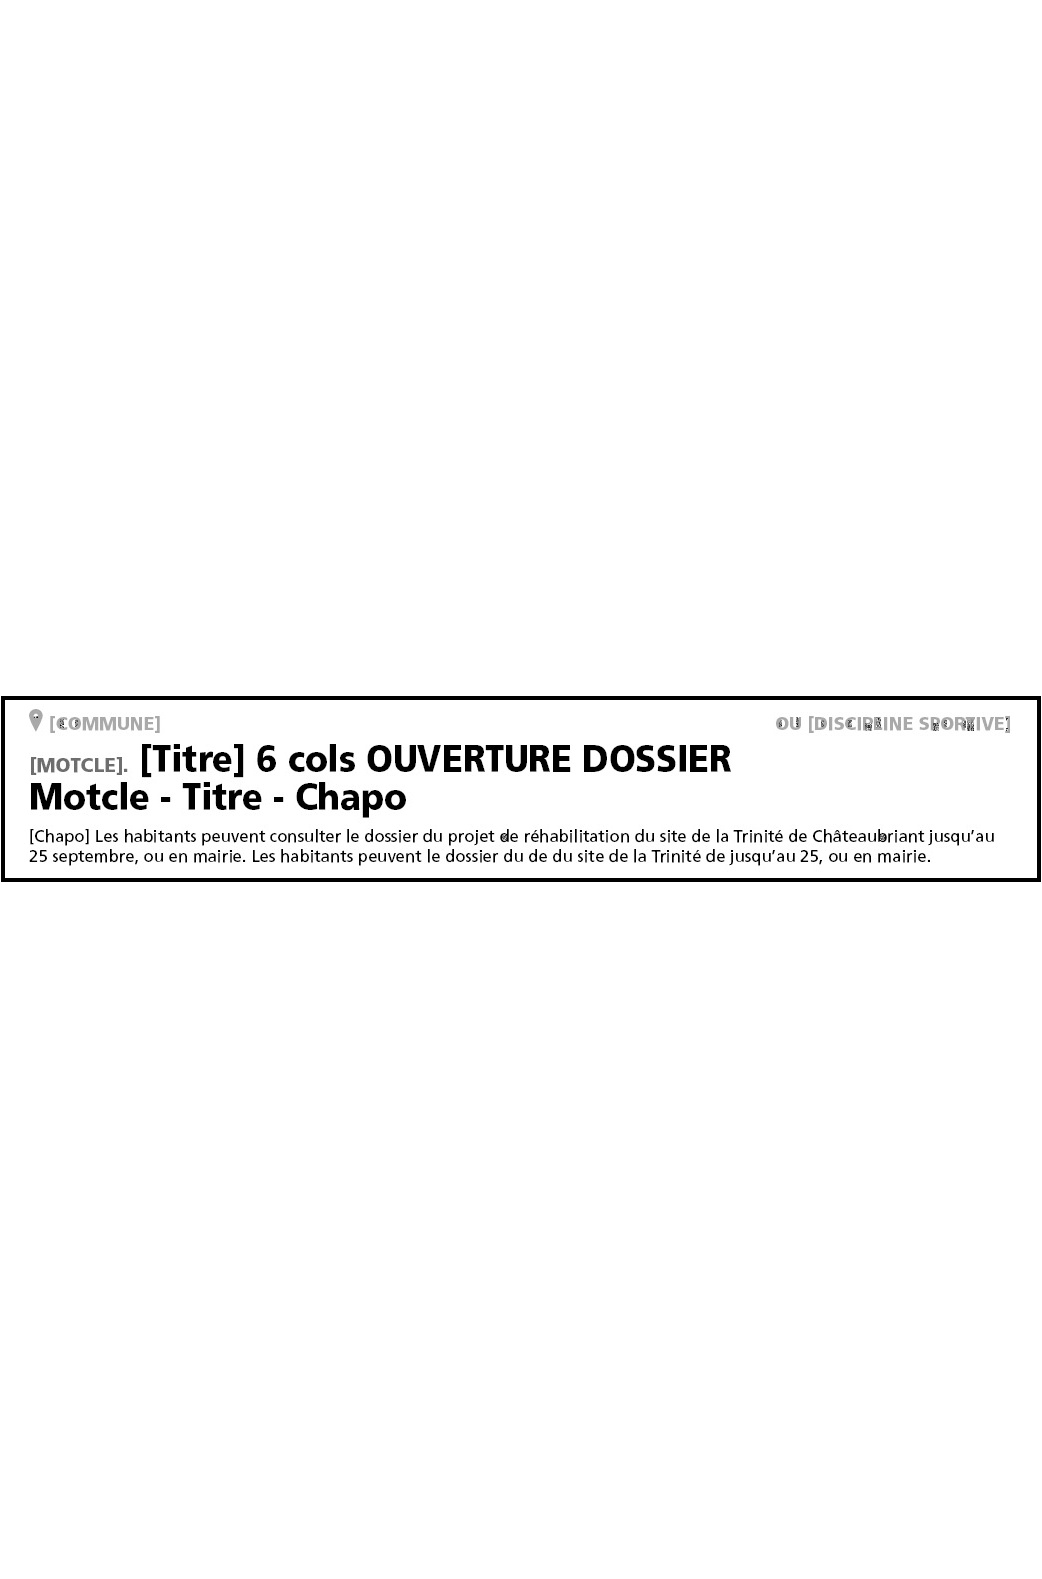 [COMMUNE] OU [DISCIPLINE SPORTIVE]
[MOTCLE]. [Titre] 6 cols OUVERTURE DOSSIER
Motcle - Titre - Chapo
[Chapo] Les habitants peuvent consulter le dossier du projet de réhabilitation du site de la Trinité de Châteaubriant jusqu’au
25 septembre, ou en mairie. Les habitants peuvent le dossier du de du site de la Trinité de jusqu’au 25, ou en mairie.